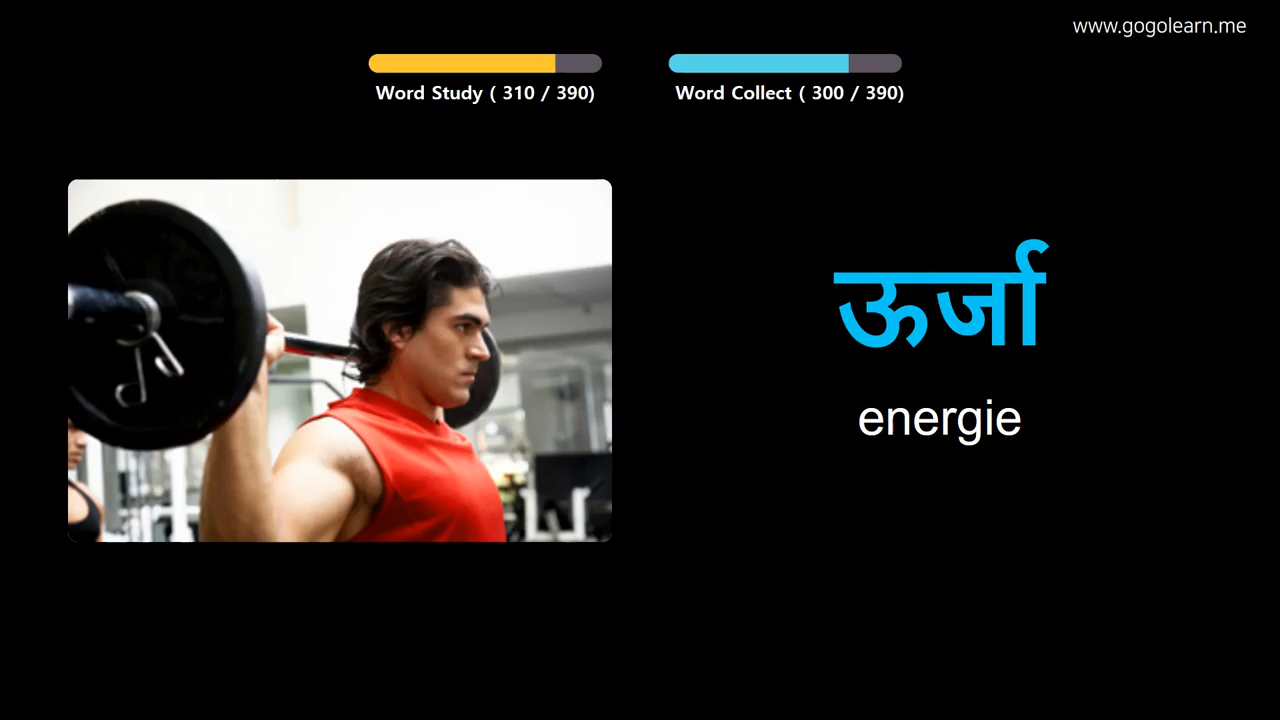 www.gogolearn.me
Word Study ( 310 / 390)
Word Collect ( 300 / 390)
ऊर्जा
energie